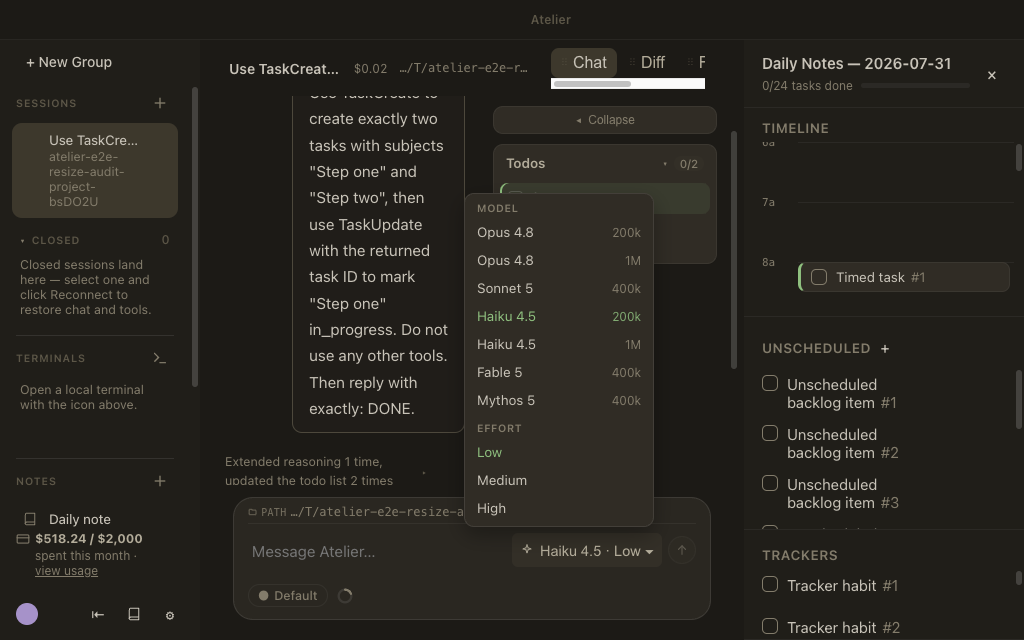 Atelier
+ New Group
SESSIONS
Use TaskCre...
atelier-e2e-
resize-audit-
project-
bsDO2U
CLOSED 0
Closed sessions land
here — select one and
click Reconnect to
restore chat and tools.
TERMINALS
Open a local terminal
with the icon above.
NOTES
Daily note
$518.24 / $2,000
spent this month ·
view usage
Use TaskCreat... $0.02 …/T/atelier-e2e-r…
Chat Diff
create exactly two
tasks with subjects
"Step one" and
"Step two", then
use TaskUpdate
with the returned
task ID to mark
"Step one"
in_progress. Do not
use any other tools.
Then reply with
exactly: DONE.
Extended reasoning 1 time,
updated the todo list 2 times
Collapse
Todos 0/2
MODEL
Opus 4.8 200k
Opus 4.8 1M
Sonnet 5 400k
Haiku 4.5 200k
Haiku 4.5 1M
Fable 5 400k
Mythos 5 400k
EFFORT
Low
Medium
High
PATH …/T/atelier-e2e-resize-a
Message Atelier...
Haiku 4.5 · Low
Default
Daily Notes — 2026-07-31
0/24 tasks done
TIMELINE
7a
8a
Timed task #1
UNSCHEDULED +
Unscheduled
backlog item #1
Unscheduled
backlog item #2
Unscheduled
backlog item #3
TRACKERS
Tracker habit #1
Tracker habit #2